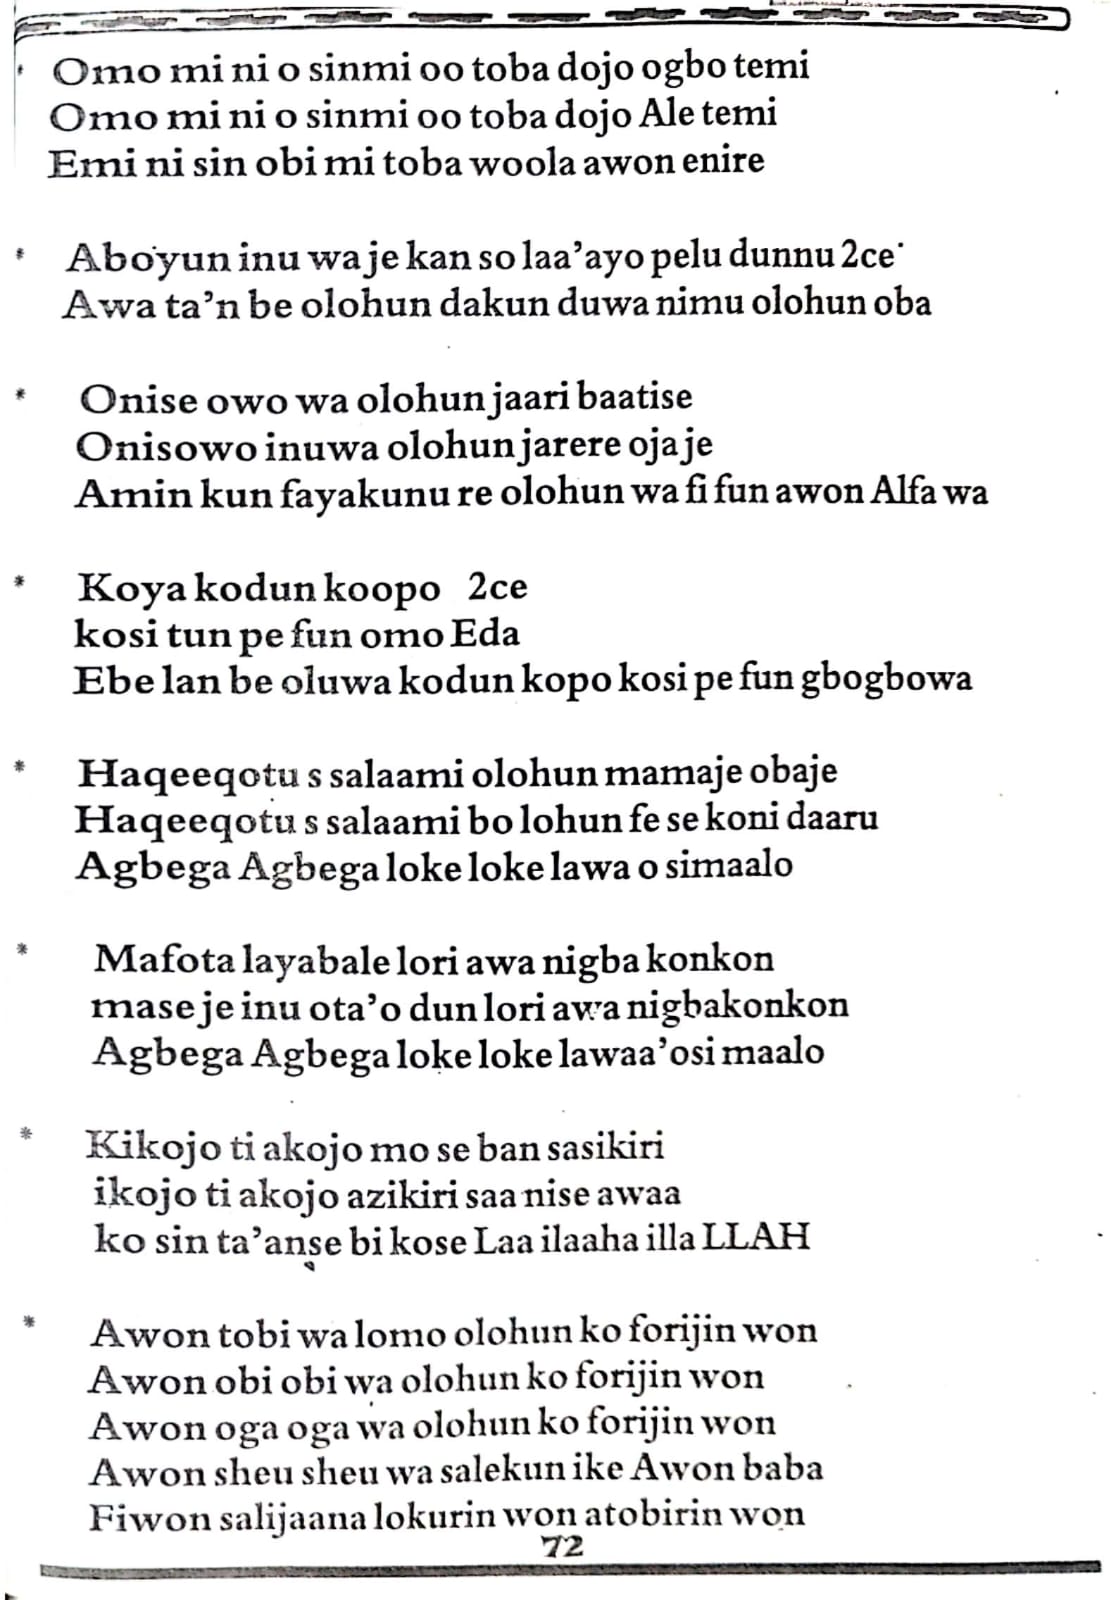 Omo mi ni o sinmi oo toba dojo ogbo temi
Omo mi ni o sinmi oo toba dojo Ale temi
Emi ni sin obi mi toba woola awon enire
* Aboyun inu waje kan so laa'ayo pelu dunnu 2ce
Awa ta'n be olohun dakun duwa nimu olohun oba
* Onise owo wa olohun jaari baatise
Onisowo inuwa olohun jarere ojaje
Amin kun fayakunu re olohun wa fi fun awon Alfa wa
* Koya kodun koopo 2ce
kosi tun pe fun omo Eda
Ebe lan be oluwa kodun kopo kosi pe fun gbogbowa
* Haqeeqotu s salaami olohun mamaje obaje
Haqeeqotu s salaami bo lohun fe se koni daaru
Agbega Agbega loke loke lawa o simaalo
* Mafota layabale lori awa nigba konkon
mase je inu ota'o dun lori awa nigbakonkon
Agbega Agbega loke loke lawaa'osi maalo
* Kikojo ti akojo mo se ban sasikiri
ikojo ti akojo azikiri saa nise awaa
ko sin ta'anse bi kose Laa ilaaha illa LLAH
* Awon tobi wa lomo olohun ko forijin won
Awon obi obi wa olohun ko forijin won
Awon oga oga wa olohun ko forijin won
Awon sheu sheu wa salekun ike Awon baba
Fiwon salijaana lokurin won atobirin won
72